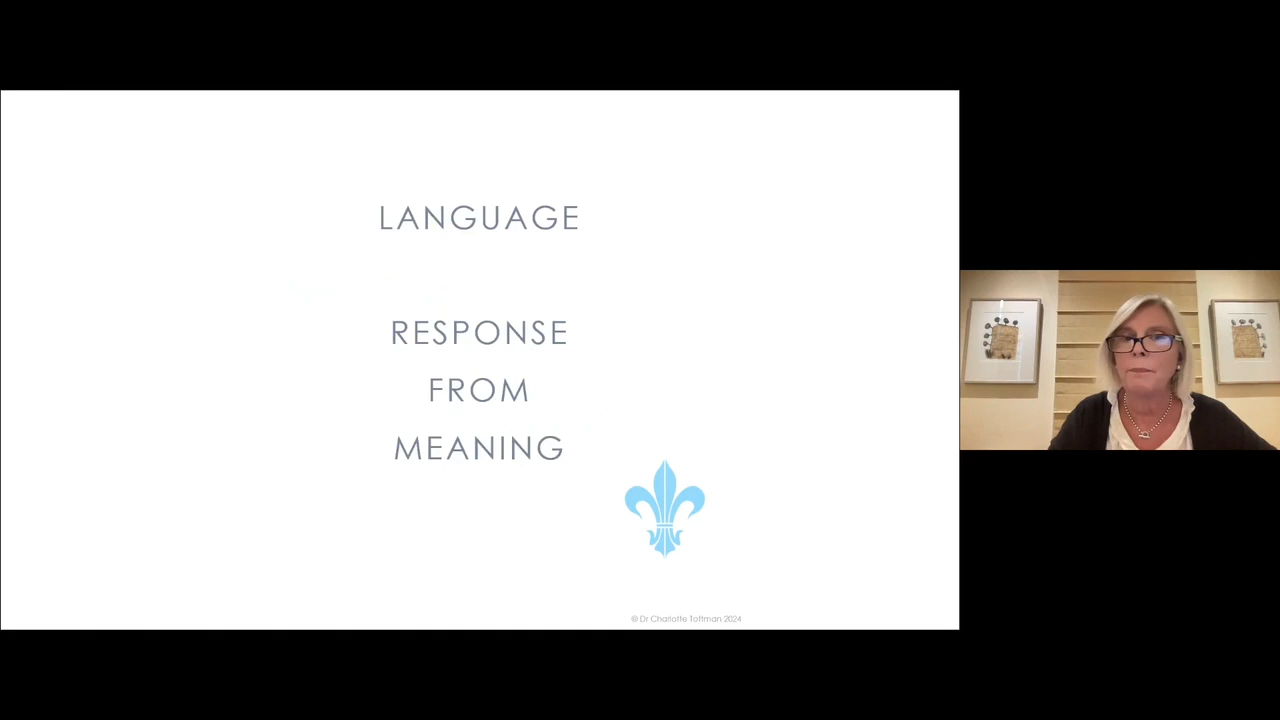 LANGUAGE
RESPONSE
FROM
MEANING
© Dr Charlotte Tottman 2024